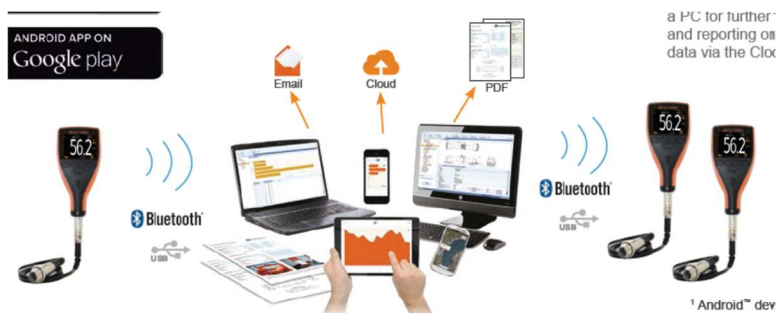 a PC for further
and reporting on
data via the Cloud
ANDROID APP ON
Google play
Email
Cloud
PDF
56.2
Bluetooth
USB
Bluetooth
USB
56.2
56.2
¹ Android™ dev